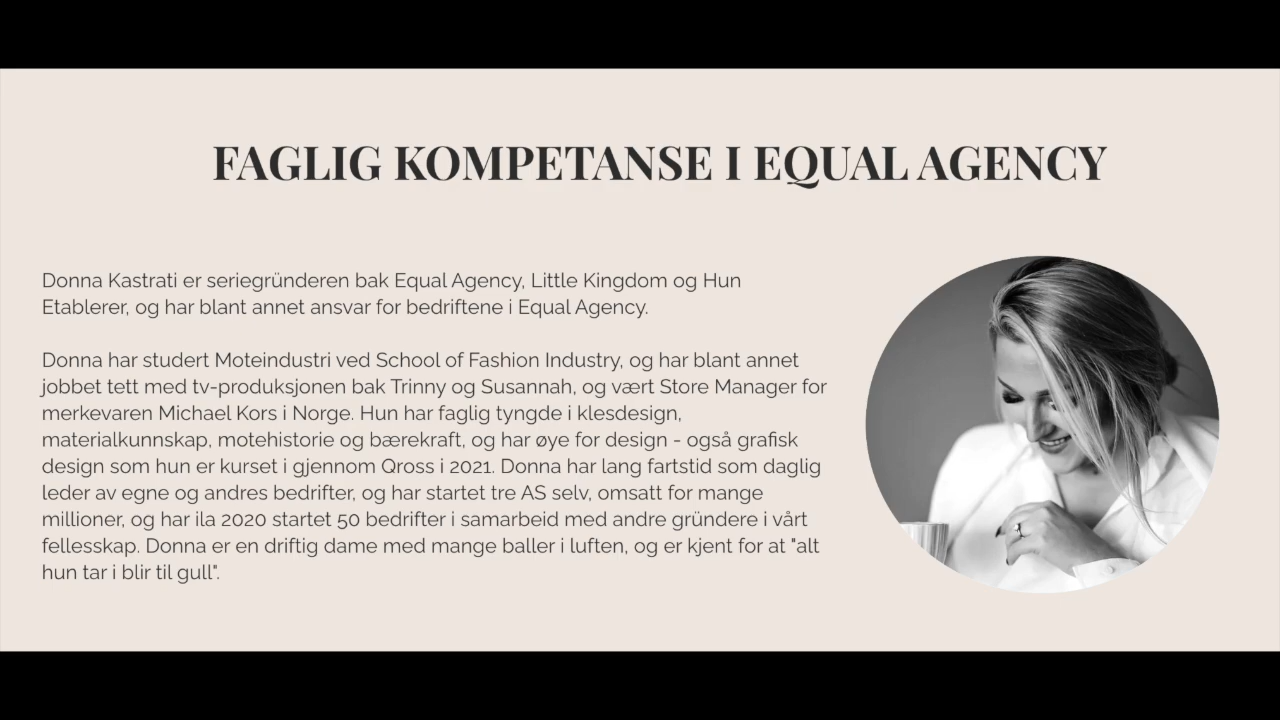 FAGLIG KOMPETANSE I EQUAL AGENCY
Donna Kastrati er seriegründeren bak Equal Agency, Little Kingdom og Hun
Etablerer, og har blant annet ansvar for bedriftene i Equal Agency.
Donna har studert Moteindustri ved School of Fashion Industry, og har blant annet
jobbet tett med tv-produksjonen bak Trinny og Susannah, og vært Store Manager for
merkevaren Michael Kors i Norge. Hun har faglig tyngde i klesdesign,
materialkunnskap, motehistorie og bærekraft, og har øye for design - også grafisk
design som hun er kurset i gjennom Qross i 2021. Donna har lang fartstid som daglig
leder av egne og andres bedrifter, og har startet tre AS selv, omsatt for mange
millioner, og har ila 2020 startet 50 bedrifter i samarbeid med andre gründere i vårt
fellesskap. Donna er en driftig dame med mange baller i luften, og er kjent for at "alt
hun tar i blir til gull".